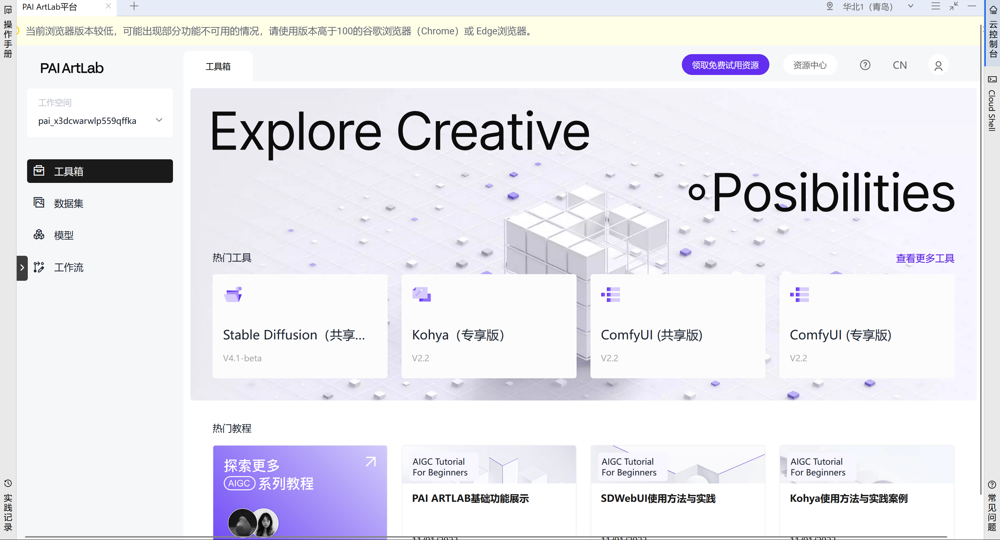 PAI ArtLab平台
华北1（青岛）
操作手册
云控制台
当前浏览器版本较低，可能出现部分功能不可用的情况，请使用版本高于100的谷歌浏览器（Chrome）或 Edge浏览器。
PAI ArtLab
工具箱
领取免费试用资源
资源中心
CN
Cloud Shell
工作空间
pai_x3dcwarwlp559qffka
工具箱
数据集
模型
工作流
Explore Creative
Posibilities
热门工具
查看更多工具
Stable Diffusion（共享...
V4.1-beta
Kohya（专享版）
V2.2
ComfyUI (共享版)
V2.2
ComfyUI (专享版)
V2.2
热门教程
探索更多
AIGC 系列教程
AIGC Tutorial
For Beginners
PAI ARTLAB基础功能展示
AIGC Tutorial
For Beginners
SDWebUI使用方法与实践
AIGC Tutorial
For Beginners
Kohya使用方法与实践案例
实践记录
常见问题